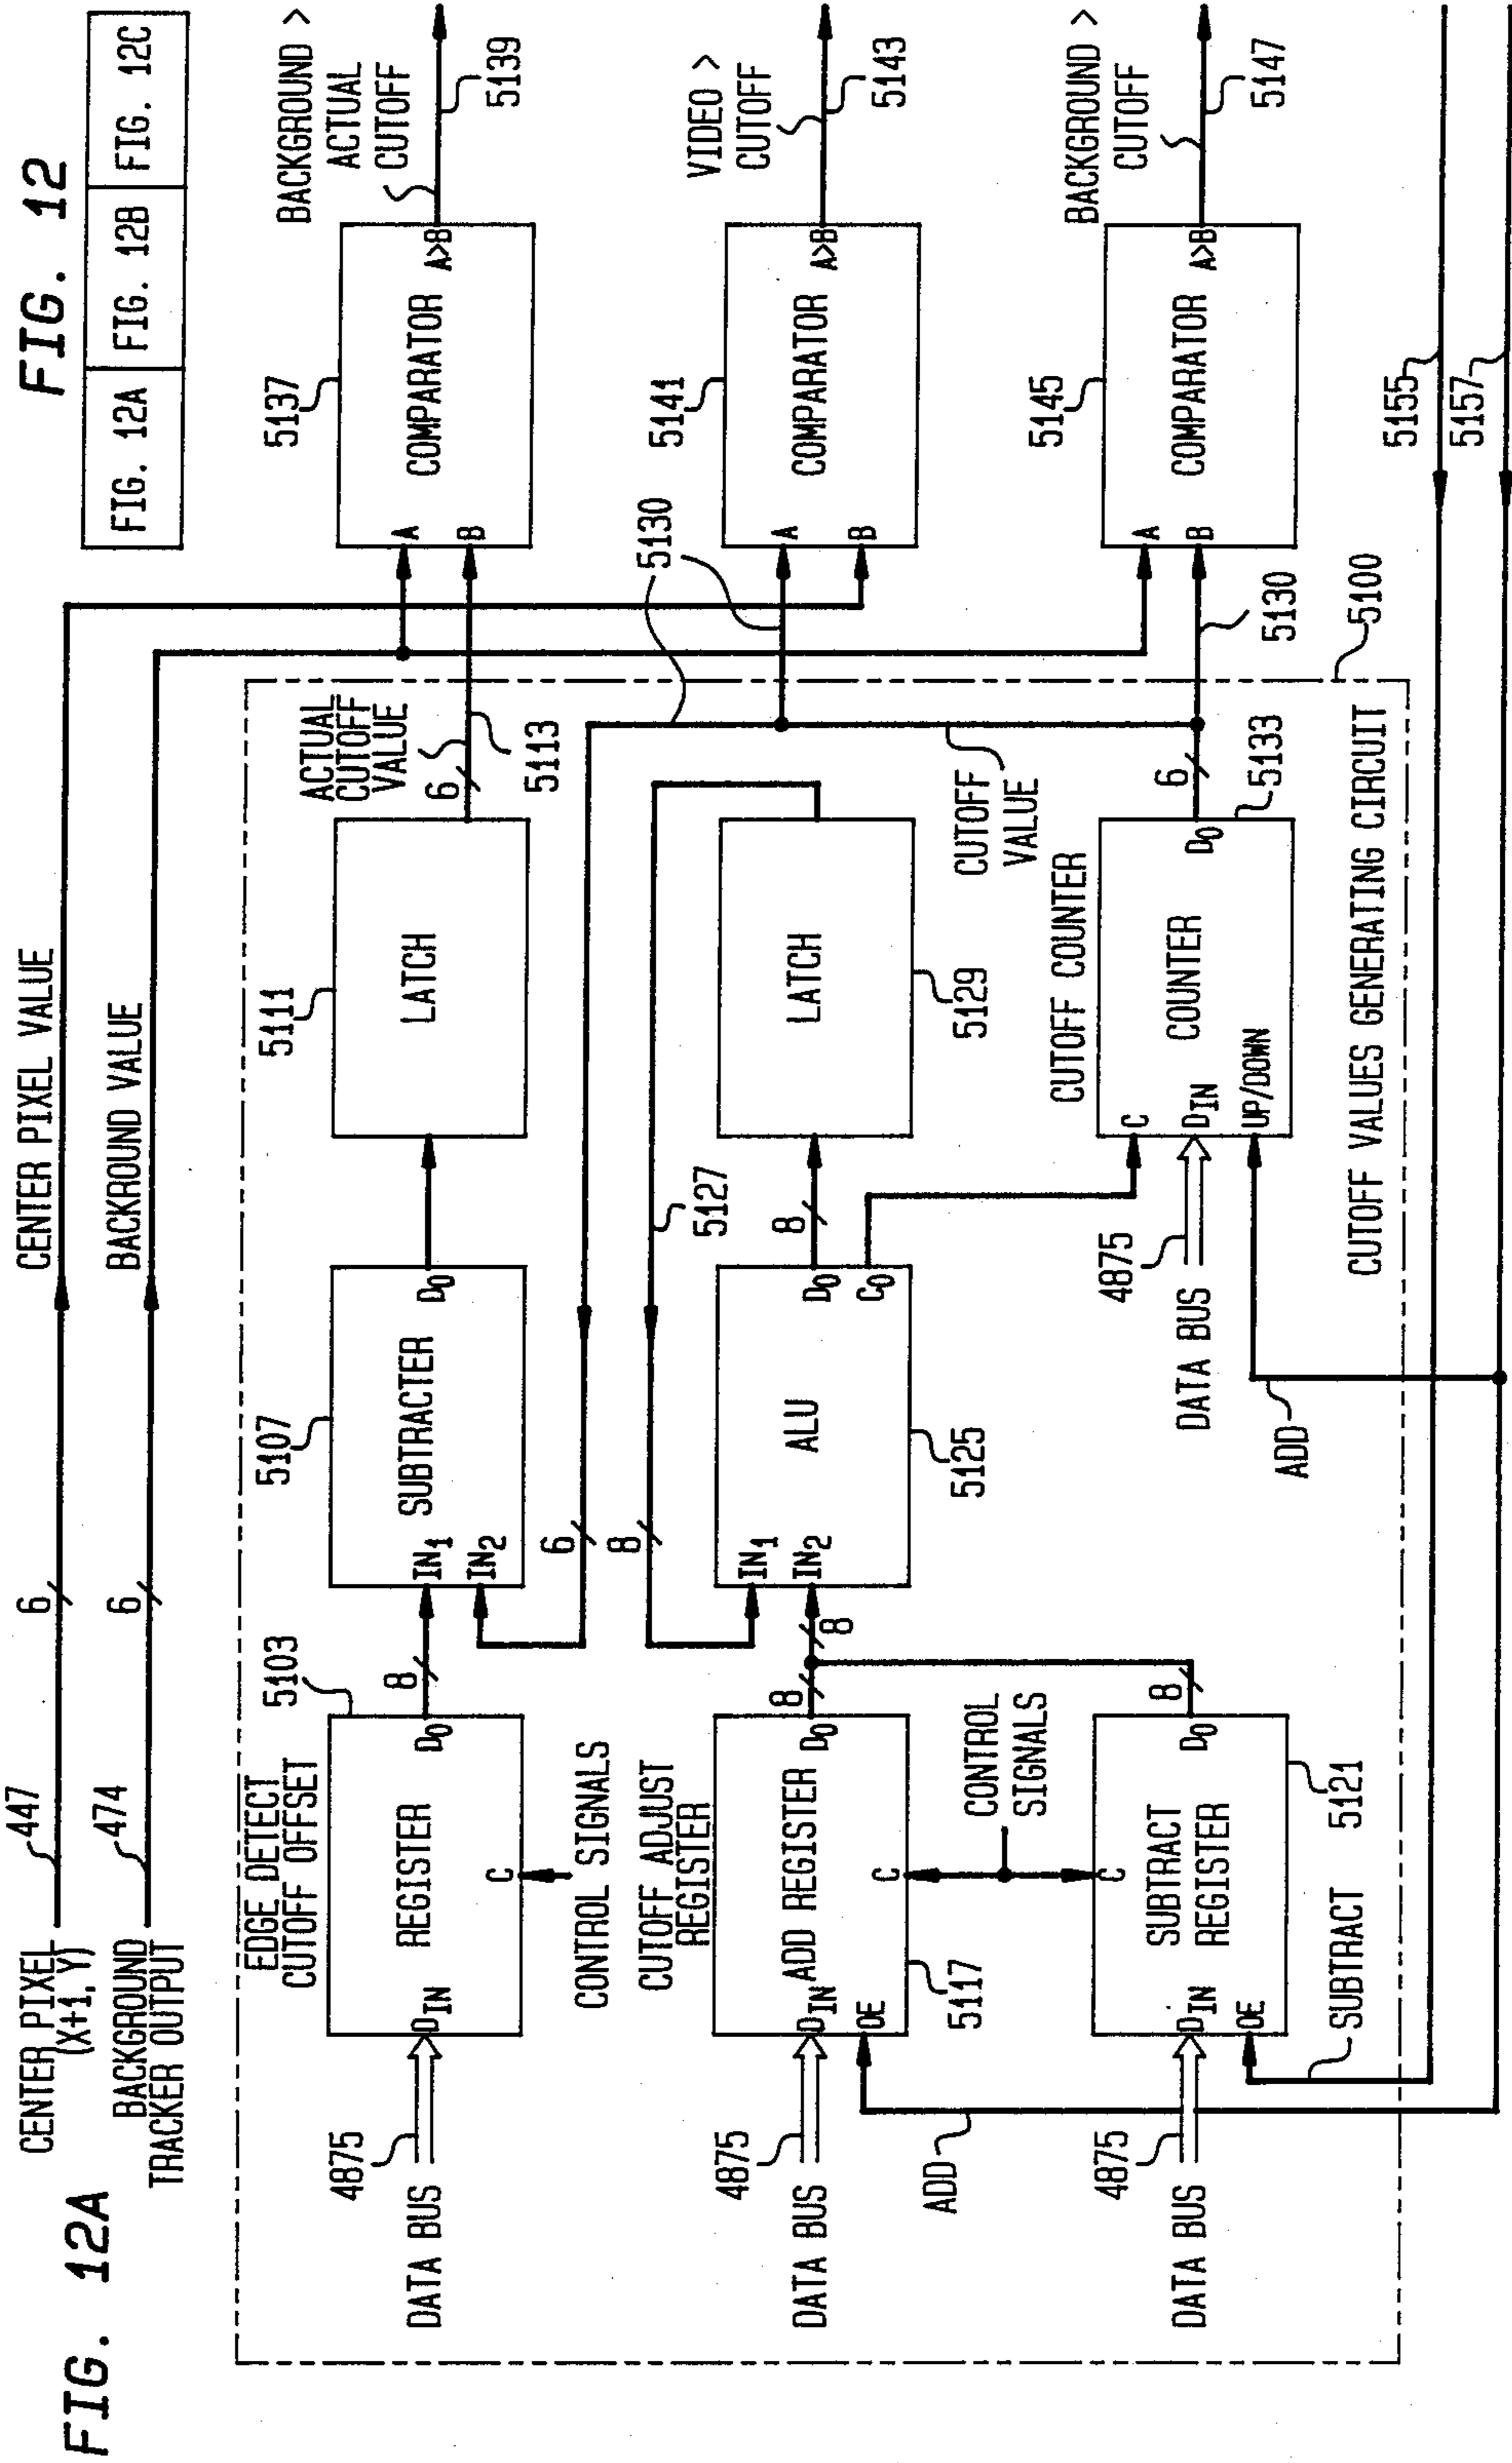 FIG. 12A
FIG. 12
FIG. 12A FIG. 12B FIG. 12C
CENTER PIXEL
(X+1, Y)
447
6
CENTER PIXEL VALUE
BACKGROUND
TRACKER OUTPUT
474
6
BACKROUND VALUE
EDGE DETECT
CUTOFF OFFSET
5103
DATA BUS
4875
DIN
REGISTER
DO
C
CONTROL SIGNALS
8
5107
IN1
IN2
SUBTRACTER
DO
5111
LATCH
ACTUAL
CUTOFF
VALUE
6
5113
5137
A
B
COMPARATOR
A>B
BACKGROUND >
ACTUAL
CUTOFF
5139
6
8
5127
5130
CUTOFF ADJUST
REGISTER
DATA BUS
4875
DIN
OE
ADD REGISTER
DO
C
5117
ADD
8
8
IN1
IN2
ALU
DO
CO
5125
8
LATCH
5129
CUTOFF
VALUE
5141
A
B
COMPARATOR
A>B
VIDEO >
CUTOFF
5143
CONTROL
SIGNALS
DATA BUS
4875
DIN
OE
C
SUBTRACT
REGISTER
DO
5121
8
SUBTRACT
DATA BUS
4875
ADD
CUTOFF COUNTER
C
DIN
UP/DOWN
COUNTER
DO
5133
6
5130
5145
A
B
COMPARATOR
A>B
BACKGROUND >
CUTOFF
5147
CUTOFF VALUES GENERATING CIRCUIT
5100
5155
5157